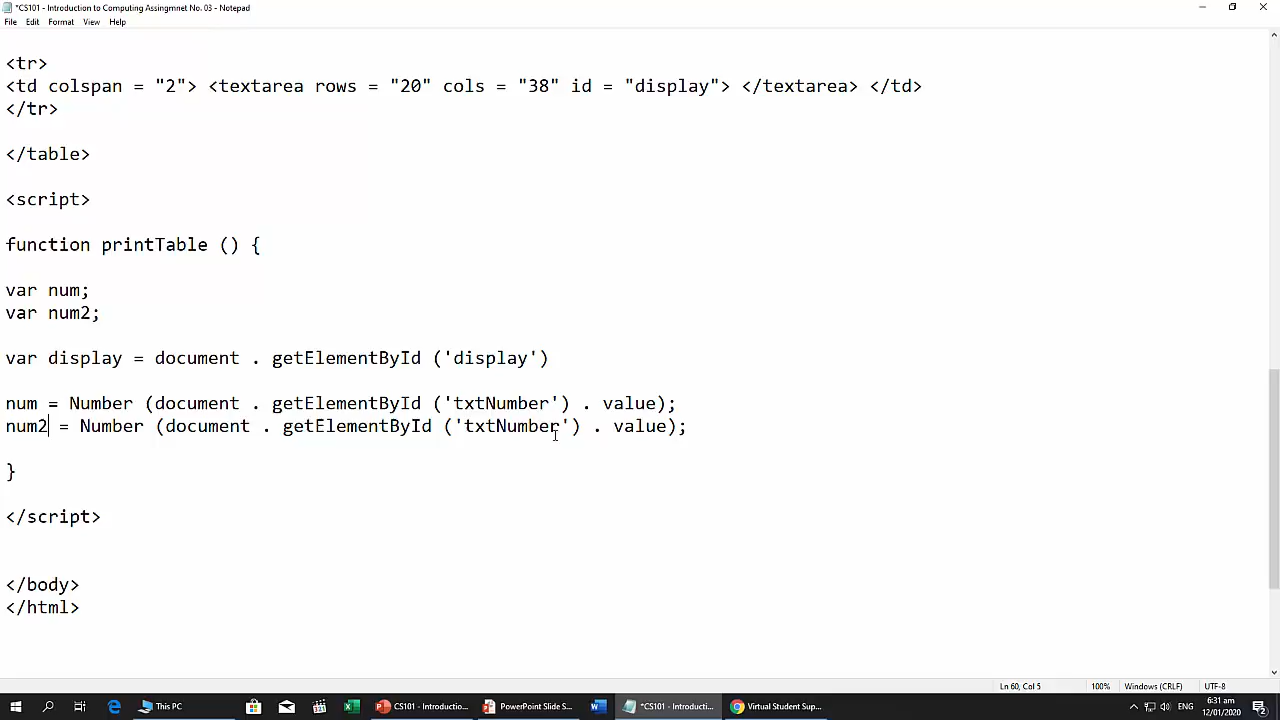 *CS101 - Introduction to Computing Assingmnet No. 03 - Notepad
File Edit Format View Help
<tr>
<td colspan = "2"> <textarea rows = "20" cols = "38" id = "display"> </textarea> </td>
</tr>
</table>
<script>
function printTable () {
var num;
var num2;
var display = document . getElementById ('display')
num = Number (document . getElementById ('txtNumber') . value);
num2 = Number (document . getElementById ('txtNumber') . value);
}
</script>
</body>
</html>
Ln 60, Col 5 100% Windows (CRLF) UTF-8
This PC CS101 - Introductio... PowerPoint Slide S... *CS101 - Introducti... Virtual Student Sup... ENG 6:31 am
12/01/2020
2